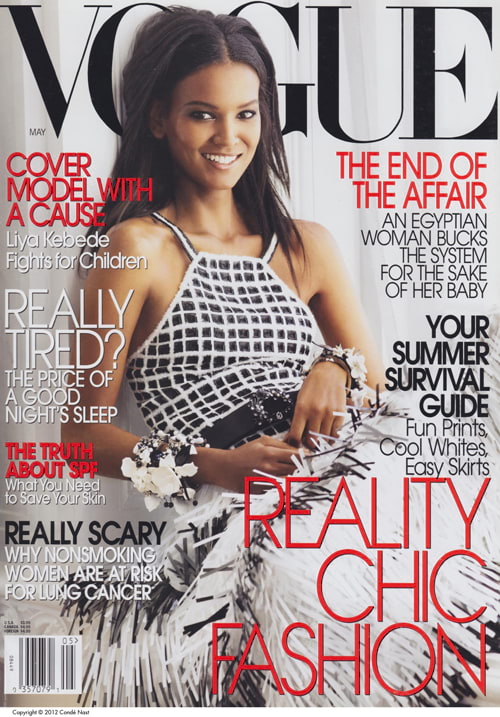 VOGUE
MAY
COVER
MODEL WITH
A CAUSE
Liya Kebede
Fights for Children
REALLY
TIRED?
THE PRICE OF
A GOOD
NIGHT'S SLEEP
THE TRUTH
ABOUT SPF
What You Need
to Save Your Skin
REALLY SCARY
WHY NONSMOKING
WOMEN ARE AT RISK
FOR LUNG CANCER
THE END OF
THE AFFAIR
AN EGYPTIAN
WOMAN BUCKS
THE SYSTEM
FOR THE SAKE
OF HER BABY
YOUR
SUMMER
SURVIVAL
GUIDE
Fun Prints,
Cool Whites,
Easy Skirts
REALITY
CHIC
FASHION
05>
Copyright © 2012 Condé Nast